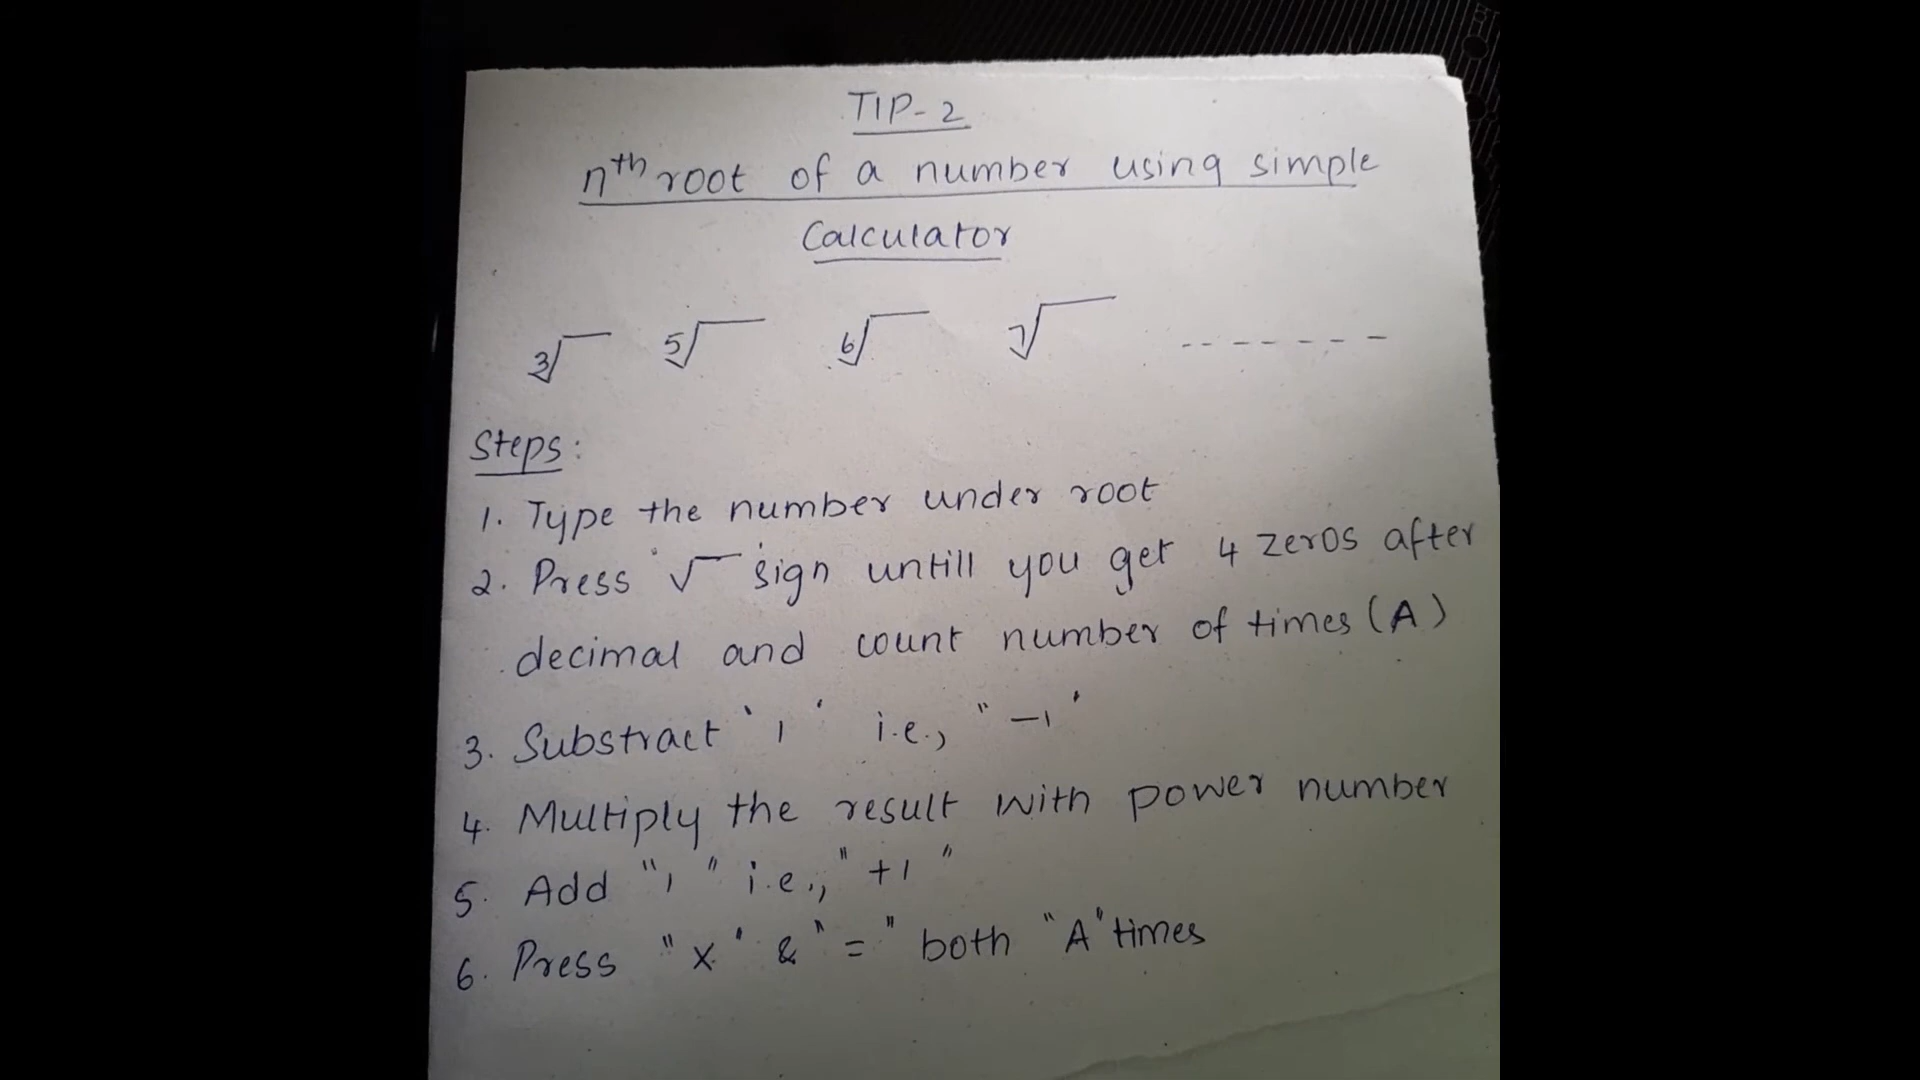 TIP-2
nth root of a number using simple
Calculator
3√ 5√ 6√ 7√ -------
Steps:
1. Type the number under root
2. Press '√' sign untill you get 4 zeros after
decimal and count number of times (A)
3. Substract '1' i.e., "-1'
4. Multiply the result with power number
5. Add "1" i.e., "+1"
6. Press "x' & "=" both "A" times